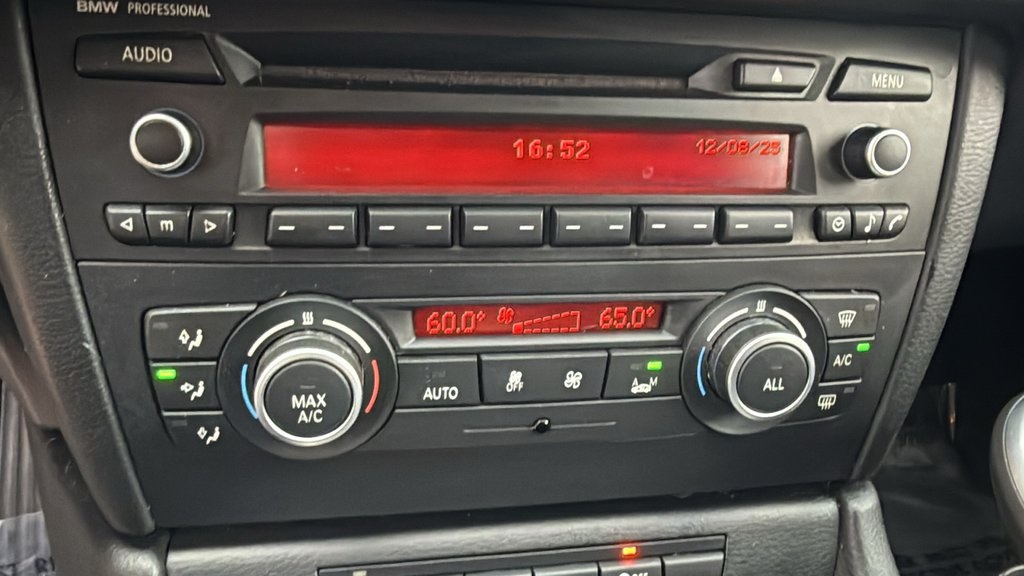 BMW PROFESSIONAL
AUDIO
MENU
16:52 12/08/25
m
60.0° 65.0°
MAX
A/C
AUTO
OFF
M
ALL
A/C